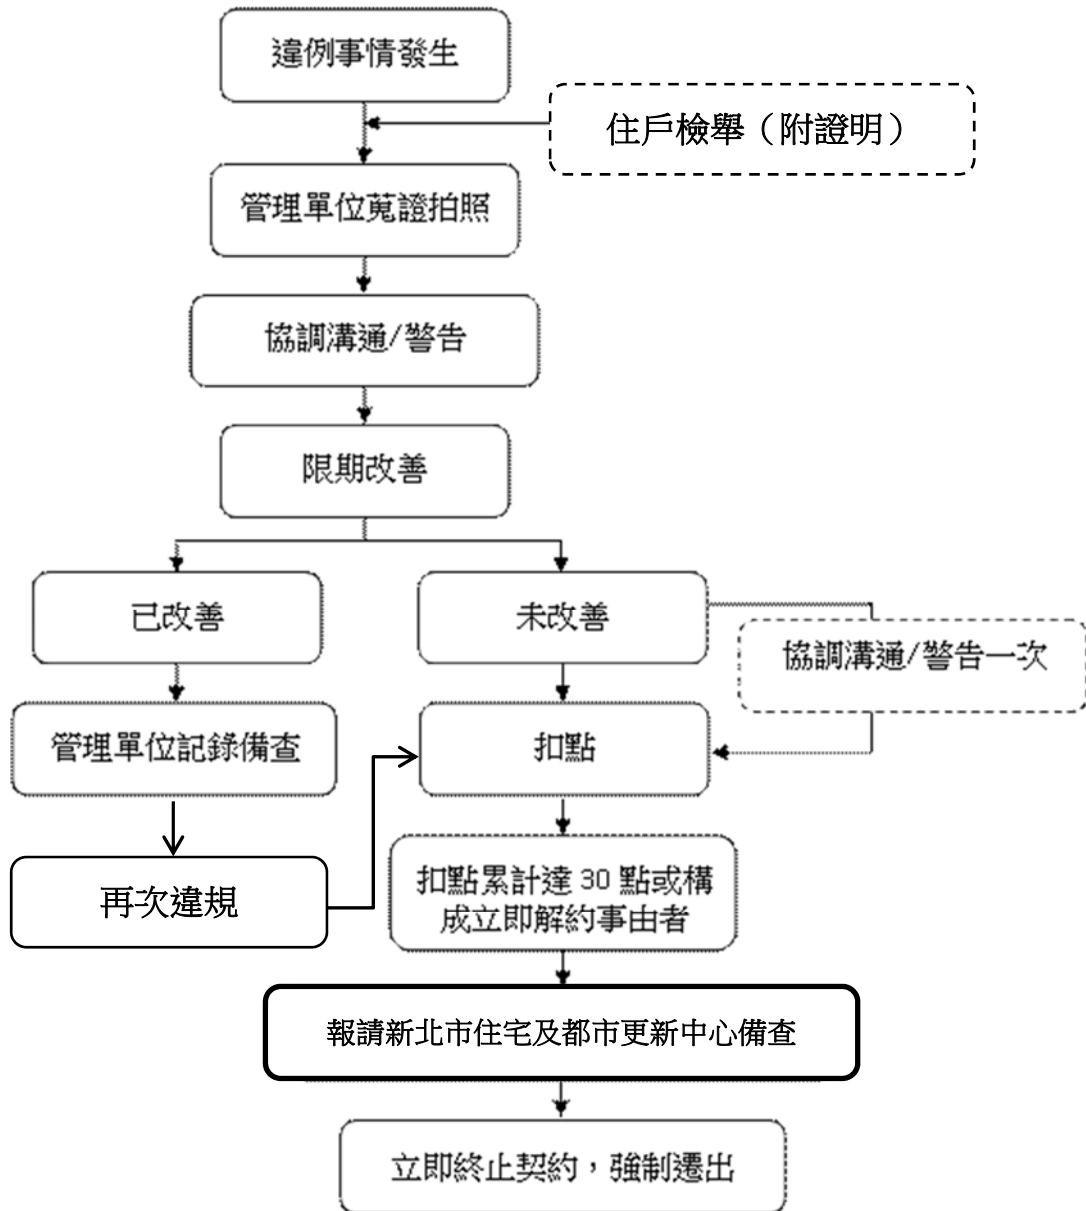 違例事情發生
住戶檢舉（附證明）
管理單位蒐證拍照
協調溝通/警告
限期改善
已改善
未改善
協調溝通/警告一次
管理單位記錄備查
扣點
再次違規
扣點累計達 30 點或構
成立即解約事由者
報請新北市住宅及都市更新中心備查
立即終止契約，強制遷出